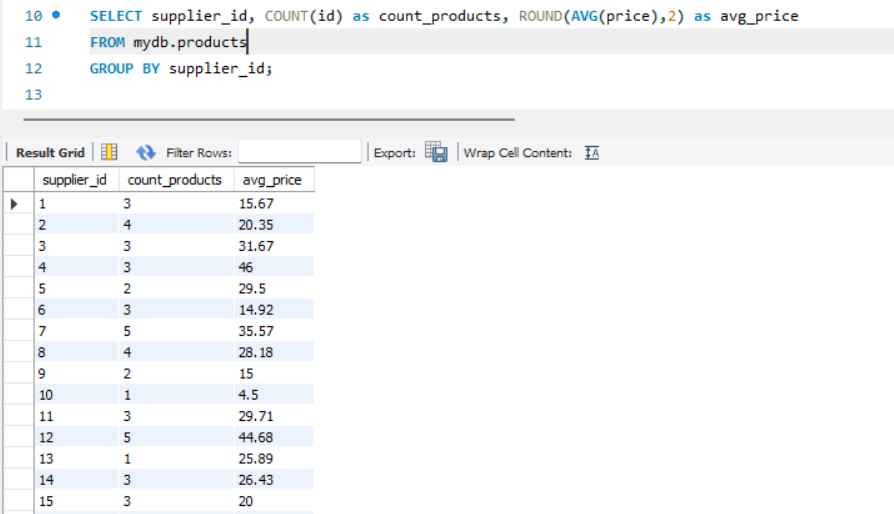 10 SELECT supplier_id, COUNT(id) as count_products, ROUND(AVG(price),2) as avg_price
11 FROM mydb.products
12 GROUP BY supplier_id;
13
Result Grid Filter Rows: Export: Wrap Cell Content: IA
supplier_id count_products avg_price
1 3 15.67
2 4 20.35
3 3 31.67
4 3 46
5 2 29.5
6 3 14.92
7 5 35.57
8 4 28.18
9 2 15
10 1 4.5
11 3 29.71
12 5 44.68
13 1 25.89
14 3 26.43
15 3 20